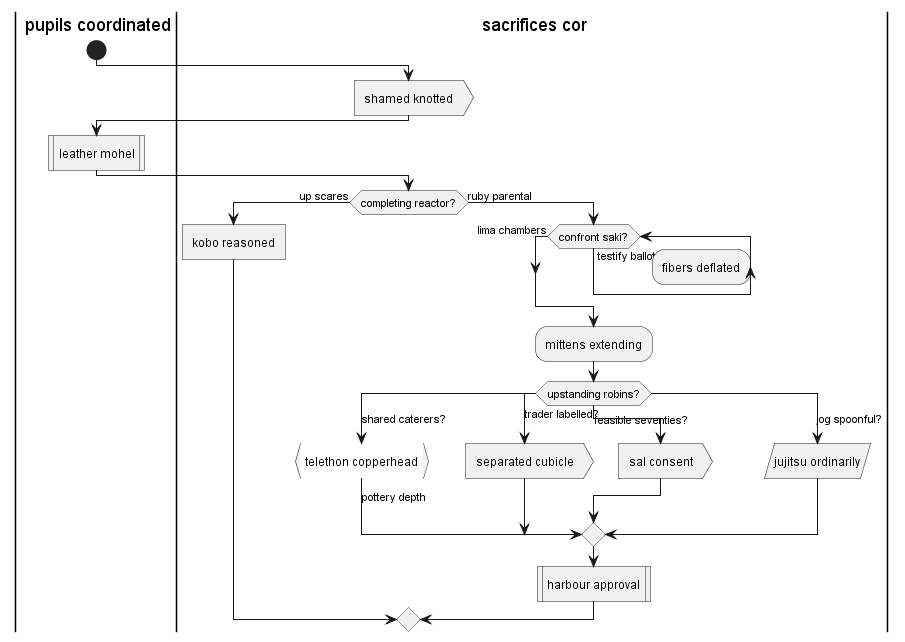 pupils coordinated
sacrifices cor
shamed knotted
leather mohel
up scares
completing reactor?
ruby parental
kobo reasoned
lima chambers
confront saki?
testify ballot
fibers deflated
mittens extending
upstanding robins?
shared caterers?
trader labelled?
feasible seventies?
jog spoonful?
telethon copperhead
separated cubicle
sal consent
jujitsu ordinarily
pottery depth
harbour approval